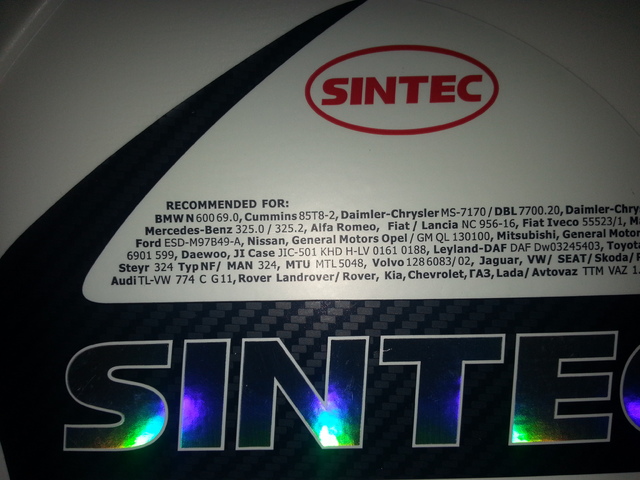 SINTEC
RECOMMENDED FOR:
BMW N 600 69.0, Cummins 85T8-2, Daimler-Chrysler MS-7170 / DBL 7700.20, Daimler-Chrys
Mercedes-Benz 325.0 / 325.2, Alfa Romeo, Fiat / Lancia NC 956-16, Fiat Iveco 55523/1, Ma
Ford ESD-M97B49-A, Nissan, General Motors Opel / GM QL 130100, Mitsubishi, General Motor
6901 599, Daewoo, JI Case JIC-501 KHD H-LV 0161 0188, Leyland-DAF DAF Dw03245403, Toyot
Steyr 324 Typ NF/ MAN 324, MTU MTL 5048, Volvo 128 6083/ 02, Jaguar, VW/ SEAT/ Skoda/
Audi TL-VW 774 C G11, Rover Landrover/ Rover, Kia, Chevrolet, ГАЗ, Lada/ Avtovaz TTM VAZ 1.
SINTEC